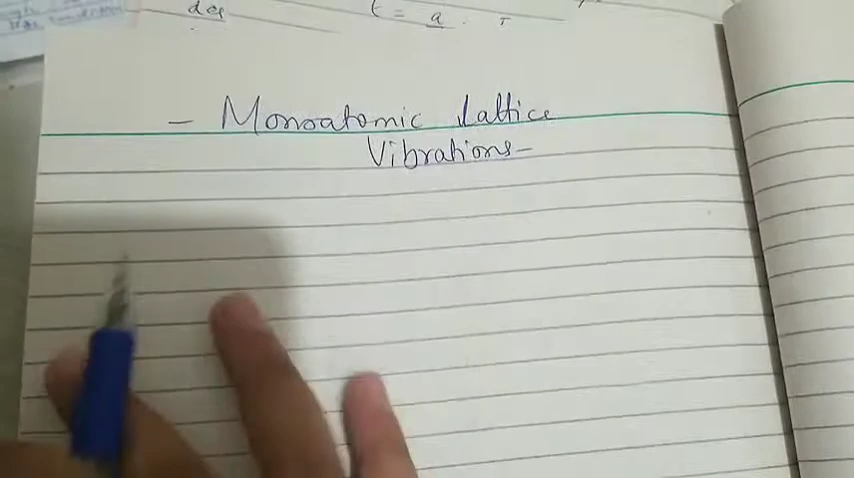 t = a
- Monoatomic lattice
Vibrations-